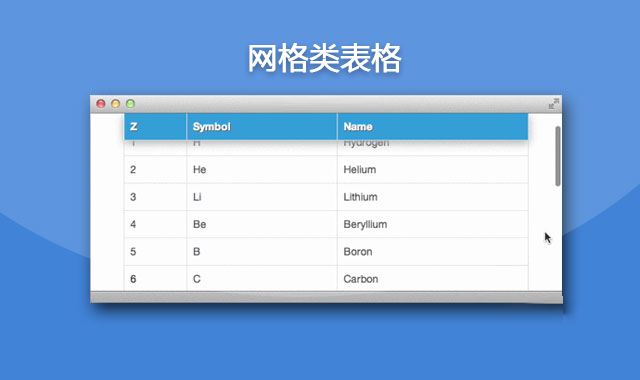 网格类表格
Z Symbol Name
1 H Hydrogen
2 He Helium
3 Li Lithium
4 Be Beryllium
5 B Boron
6 C Carbon